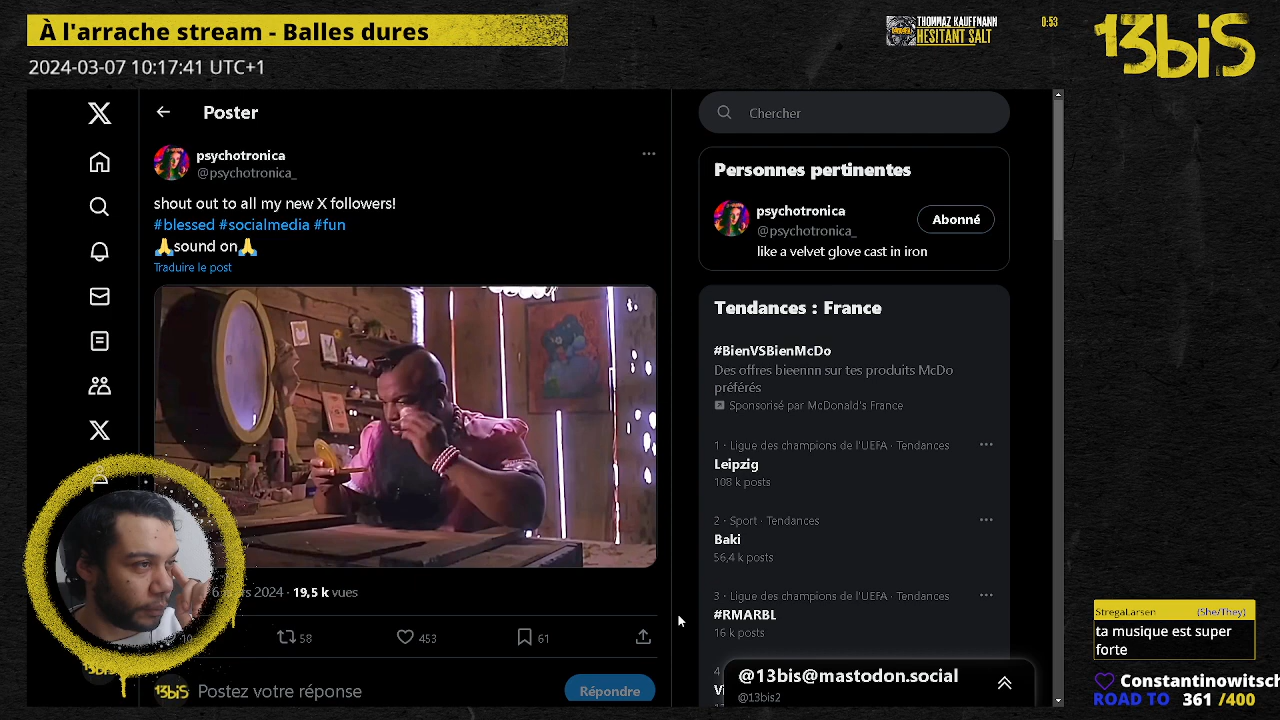 À l'arrache stream - Balles dures
2024-03-07 10:17:41 UTC+1
THOMMAZ KAUFFMANN
HESITANT SALT
0:53
13biS
Poster
psychotronica
@psychotronica_
shout out to all my new X followers!
#blessed #socialmedia #fun
🙏sound on🙏
Traduire le post
2024 · 19,5 k vues
58
453
61
13biS
Postez votre réponse
Répondre
Chercher
Personnes pertinentes
psychotronica
@psychotronica_
Abonné
like a velvet glove cast in iron
Tendances : France
#BienVSBienMcDo
Des offres bieennn sur tes produits McDo
préférés
Sponsorisé par McDonald's France
1 · Ligue des champions de l'UEFA · Tendances
Leipzig
108 k posts
2 · Sport · Tendances
Baki
56,4 k posts
3 · Ligue des champions de l'UEFA · Tendances
#RMARBL
16 k posts
4
V
@13bis@mastodon.social
@13bis2
StregaLarsen (She/They)
ta musique est super
forte
Constantinowitsch
ROAD TO 361 /400